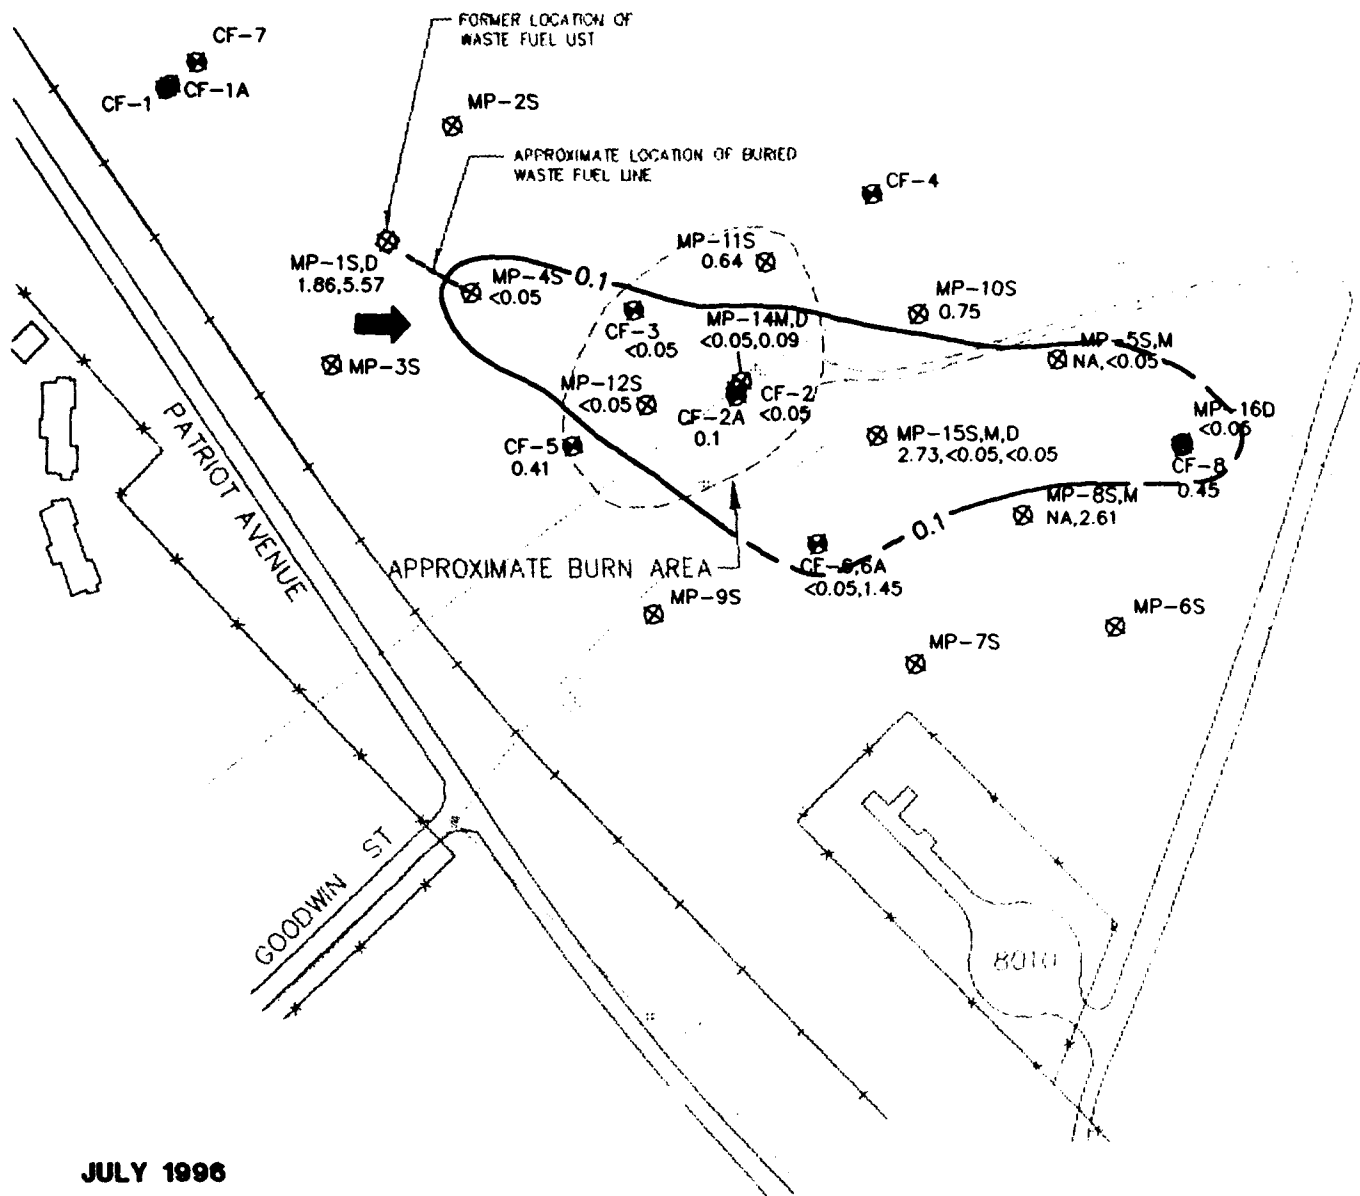 FORMER LOCATION OF
WASTE FUEL UST
CF-7
CF-1
CF-1A
MP-2S
APPROXIMATE LOCATION OF BURIED
WASTE FUEL LINE
CF-4
MP-11S
0.64
MP-1S,D
1.86,5.57
MP-4S
<0.05
0.1
MP-10S
0.75
CF-3
<0.05
MP-14M,D
<0.05,0.09
MP-5S,M
NA,<0.05
MP-3S
MP-12S
<0.05
CF-2
<0.05
CF-2A
0.1
MP-16D
<0.05
CF-8
0.45
CF-5
0.41
MP-15S,M,D
2.73,<0.05,<0.05
MP-8S,M
NA,2.61
0.1
PATRIOT AVENUE
APPROXIMATE BURN AREA
CF-6,6A
<0.05,1.45
MP-9S
MP-6S
MP-7S
GOODWIN ST
8010
JULY 1996